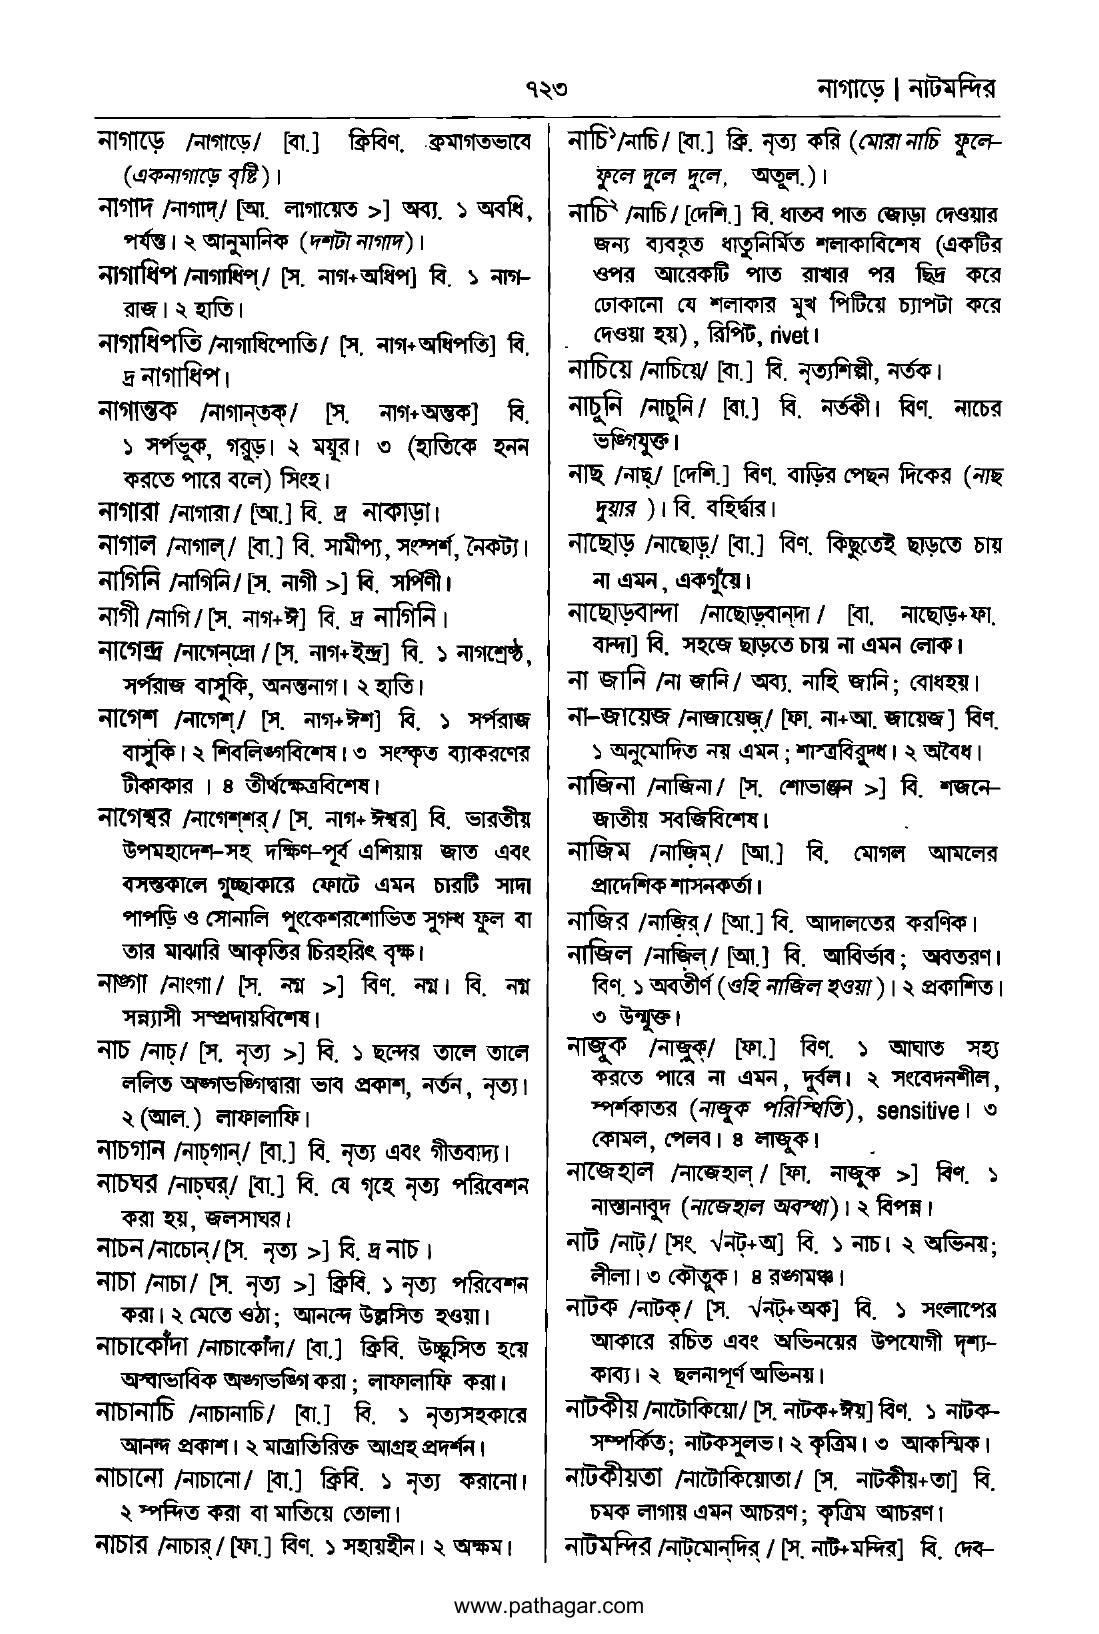 ৭২৩
নাগাড়ে | নাটমন্দির
নাগাড়ে /নাগাড়ে/ [বা.] ক্রিবিণ. ক্রমাগতভাবে
(একনাগাড়ে বৃষ্টি)।
নাগাদ /নাগাদ্/ [আ. লাগায়েত >] অব্য. ১ অবধি,
পর্যন্ত। ২ আনুমানিক (দশটা নাগাদ)।
নাগাধিপ /নাগাধিপ্/ [স. নাগ+অধিপ] বি. ১ নাগ-
রাজ। ২ হাতি।
নাগাধিপতি /নাগাধিপোতি/ [স. নাগ+অধিপতি] বি.
দ্র নাগাধিপ।
নাগান্তক /নাগান্‌তক্/ [স. নাগ+অন্তক] বি.
১ সর্পভূক, গরুড়। ২ ময়ূর। ৩ (হাতিকে হনন
করতে পারে বলে) সিংহ।
নাগারা /নাগারা/ [আ.] বি. দ্র নাকাড়া।
নাগাল /নাগাল্/ [বা.] বি. সামীপ্য, সংস্পর্শ, নৈকট্য।
নাগিনি /নাগিনি/ [স. নাগী >] বি. সর্পিণী।
নাগী /নাগি/ [স. নাগ+ঈ] বি. দ্র নাগিনি।
নাগেন্দ্র /নাগেন্‌দ্রো/ [স. নাগ+ইন্দ্র] বি. ১ নাগশ্রেষ্ঠ,
সর্পরাজ বাসুকি, অনন্তনাগ। ২ হাতি।
নাগেশ /নাগেশ্/ [স. নাগ+ঈশ] বি. ১ সর্পরাজ
বাসুকি। ২ শিবলিঙ্গবিশেষ। ৩ সংস্কৃত ব্যাকরণের
টীকাকার । ৪ তীর্থক্ষেত্রবিশেষ।
নাগেশ্বর /নাগেশ্‌শর্/ [স. নাগ+ঈশ্বর] বি. ভারতীয়
উপমহাদেশ-সহ দক্ষিণ-পূর্ব এশিয়ায় জাত এবং
বসন্তকালে গুচ্ছাকারে ফোটে এমন চারটি সাদা
পাপড়ি ও সোনালি পুংকেশরশোভিত সুগন্ধ ফুল বা
তার মাঝারি আকৃতির চিরহরিৎ বৃক্ষ।
নাঙ্গা /নাংগা/ [স. নগ্ন >] বিণ. নগ্ন। বি. নগ্ন
সন্ন্যাসী সম্প্রদায়বিশেষ।
নাচ /নাচ্/ [স. নৃত্য >] বি. ১ ছন্দের তালে তালে
ললিত অঙ্গভঙ্গিদ্বারা ভাব প্রকাশ, নর্তন, নৃত্য।
২ (আল.) লাফালাফি।
নাচগান /নাচ্‌গান্/ [বা.] বি. নৃত্য এবং গীতবাদ্য।
নাচঘর /নাচ্‌ঘর্/ [বা.] বি. যে গৃহে নৃত্য পরিবেশন
করা হয়, জলসাঘর।
নাচন /নাচোন্/ [স. নৃত্য >] বি. দ্র নাচ।
নাচা /নাচা/ [স. নৃত্য >] ক্রিবি. ১ নৃত্য পরিবেশন
করা। ২ মেতে ওঠা; আনন্দে উল্লসিত হওয়া।
নাচাকোঁদা /নাচাকোঁদা/ [বা.] ক্রিবি. উচ্ছ্বসিত হয়ে
অস্বাভাবিক অঙ্গভঙ্গি করা; লাফালাফি করা।
নাচানাচি /নাচানাচি/ [বা.] বি. ১ নৃত্যসহকারে
আনন্দ প্রকাশ। ২ মাত্রাতিরিক্ত আগ্রহ প্রদর্শন।
নাচানো /নাচানো/ [বা.] ক্রিবি. ১ নৃত্য করানো।
২ স্পন্দিত করা বা মাতিয়ে তোলা।
নাচার /নাচার্/ [ফা.] বিণ. ১ সহায়হীন। ২ অক্ষম।
নাচি১/নাচি/ [বা.] ক্রি. নৃত্য করি (মোরা নাচি ফুলে-
ফুলে দুলে দুলে, অতুল.)।
নাচি২ /নাচি/ [দেশি.] বি. ধাতব পাত জোড়া দেওয়ার
জন্য ব্যবহৃত ধাতুনির্মিত শলাকাবিশেষ (একটির
ওপর আরেকটি পাত রাখার পর ছিদ্র করে
ঢোকানো যে শলাকার মুখ পিটিয়ে চ্যাপটা করে
দেওয়া হয়), রিপিট, rivet।
নাচিয়ে /নাচিয়ে/ [বা.] বি. নৃত্যশিল্পী, নর্তক।
নাচুনি /নাচুনি/ [বা.] বি. নর্তকী। বিণ. নাচের
ভঙ্গিযুক্ত।
নাছ /নাছ্/ [দেশি.] বিণ. বাড়ির পেছন দিকের (নাছ
দুয়ার )। বি. বহির্দ্বার।
নাছোড় /নাছোড়্/ [বা.] বিণ. কিছুতেই ছাড়তে চায়
না এমন, একগুঁয়ে।
নাছোড়বান্দা /নাছোড়্‌বান্‌দা/ [বা. নাছোড়+ফা.
বান্দা] বি. সহজে ছাড়তে চায় না এমন লোক।
না জানি /না জানি/ অব্য. নাহি জানি; বোধহয়।
না-জায়েজ /নাজায়েজ়্/ [ফা. না+আ. জায়েজ] বিণ.
১ অনুমোদিত নয় এমন; শাস্ত্রবিরুদ্ধ। ২ অবৈধ।
নাজিনা /নাজিনা/ [স. শোভাঞ্জন >] বি. শজনে-
জাতীয় সবজিবিশেষ।
নাজিম /নাজ়িম্/ [আ.] বি. মোগল আমলের
প্রাদেশিক শাসনকর্তা।
নাজির /নাজ়ির্/ [আ.] বি. আদালতের করণিক।
নাজিল /নাজ়িল্/ [আ.] বি. আবির্ভাব; অবতরণ।
বিণ. ১ অবতীর্ণ (ওহি নাজিল হওয়া)। ২ প্রকাশিত।
৩ উন্মুক্ত।
নাজুক /নাজ়ুক্/ [ফা.] বিণ. ১ আঘাত সহ্য
করতে পারে না এমন, দুর্বল। ২ সংবেদনশীল,
স্পর্শকাতর (নাজুক পরিস্থিতি), sensitive। ৩
কোমল, পেলব। ৪ লাজুক।
নাজেহাল /নাজেহাল্/ [ফা. নাজুক >] বিণ. ১
নাস্তানাবুদ (নাজেহাল অবস্থা)। ২ বিপন্ন।
নাট /নাট্/ [সং. √নট্+অ] বি. ১ নাচ। ২ অভিনয়;
লীলা। ৩ কৌতুক। ৪ রঙ্গমঞ্চ।
নাটক /নাটক্/ [স. √নট্+অক] বি. ১ সংলাপের
আকারে রচিত এবং অভিনয়ের উপযোগী দৃশ্য-
কাব্য। ২ ছলনাপূর্ণ অভিনয়।
নাটকীয় /নাটোকিয়ো/ [স. নাটক+ঈয়] বিণ. ১ নাটক-
সম্পর্কিত; নাটকসুলভ। ২ কৃত্রিম। ৩ আকস্মিক।
নাটকীয়তা /নাটোকিয়োতা/ [স. নাটকীয়+তা] বি.
চমক লাগায় এমন আচরণ; কৃত্রিম আচরণ।
নাটমন্দির /নাট্‌মোন্‌দির্/ [স. নাট+মন্দির] বি. দেব-
www.pathagar.com